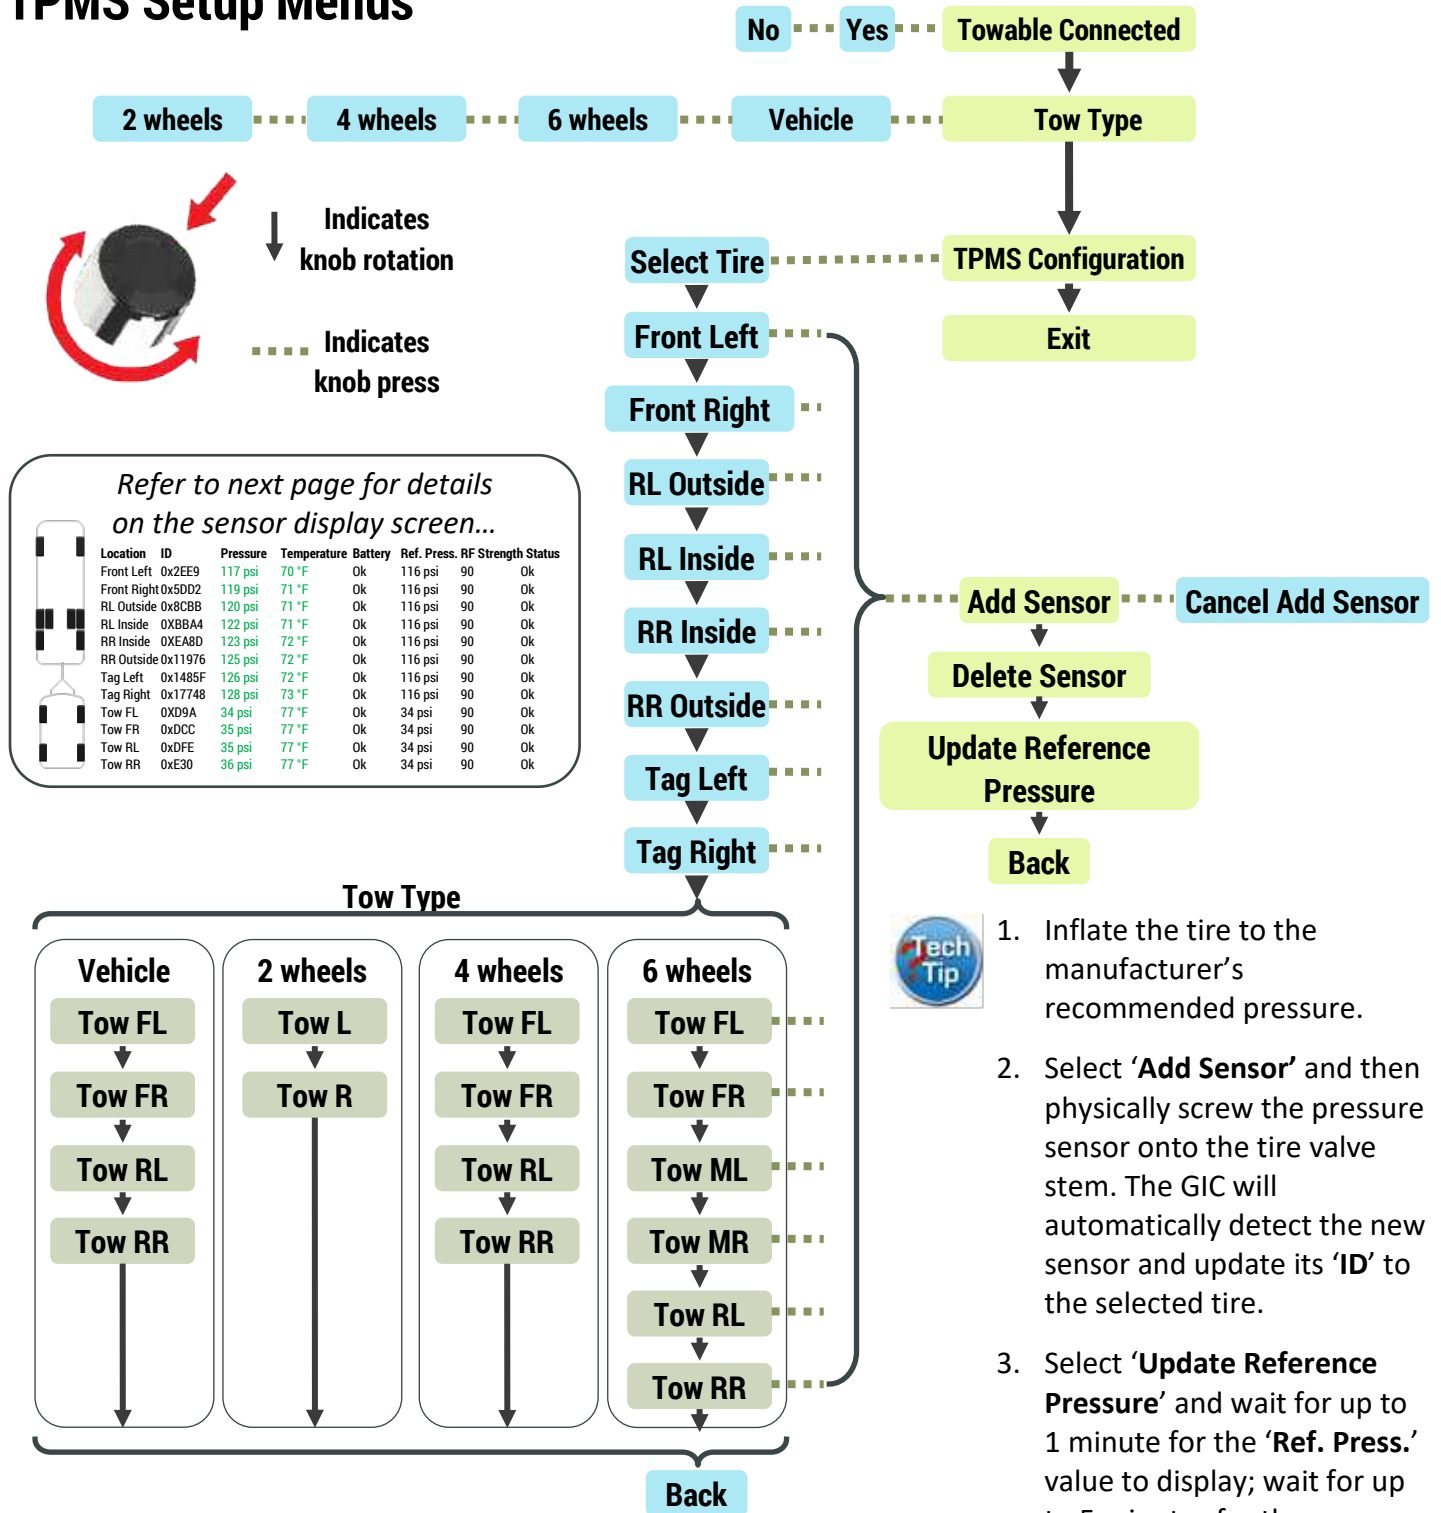 TPMS Setup Menus
No
Yes
Towable Connected
2 wheels
4 wheels
6 wheels
Vehicle
Tow Type
Indicates
knob rotation
Indicates
knob press
Select Tire
TPMS Configuration
Exit
Front Left
Front Right
RL Outside
RL Inside
RR Inside
RR Outside
Tag Left
Tag Right
Refer to next page for details
on the sensor display screen...
Location ID Pressure Temperature Battery Ref. Press. RF Strength Status
Front Left 0x2EE9 117 psi 70 °F Ok 116 psi 90 Ok
Front Right 0x5DD2 119 psi 71 °F Ok 116 psi 90 Ok
RL Outside 0x8CBB 120 psi 71 °F Ok 116 psi 90 Ok
RL Inside 0XBBA4 122 psi 71 °F Ok 116 psi 90 Ok
RR Inside 0XEA8D 123 psi 72 °F Ok 116 psi 90 Ok
RR Outside 0x11976 125 psi 72 °F Ok 116 psi 90 Ok
Tag Left 0x1485F 126 psi 72 °F Ok 116 psi 90 Ok
Tag Right 0x17748 128 psi 73 °F Ok 116 psi 90 Ok
Tow FL 0XD9A 34 psi 77 °F Ok 34 psi 90 Ok
Tow FR 0xDCC 35 psi 77 °F Ok 34 psi 90 Ok
Tow RL 0xDFE 35 psi 77 °F Ok 34 psi 90 Ok
Tow RR 0xE30 36 psi 77 °F Ok 34 psi 90 Ok
Add Sensor
Cancel Add Sensor
Delete Sensor
Update Reference
Pressure
Back
Tow Type
Vehicle
Tow FL
Tow FR
Tow RL
Tow RR
2 wheels
Tow L
Tow R
4 wheels
Tow FL
Tow FR
Tow RL
Tow RR
6 wheels
Tow FL
Tow FR
Tow ML
Tow MR
Tow RL
Tow RR
Back
Tech
Tip
1. Inflate the tire to the
manufacturer’s
recommended pressure.
2. Select ‘Add Sensor’ and then
physically screw the pressure
sensor onto the tire valve
stem. The GIC will
automatically detect the new
sensor and update its ‘ID’ to
the selected tire.
3. Select ‘Update Reference
Pressure’ and wait for up to
1 minute for the ‘Ref. Press.’
value to display; wait for up